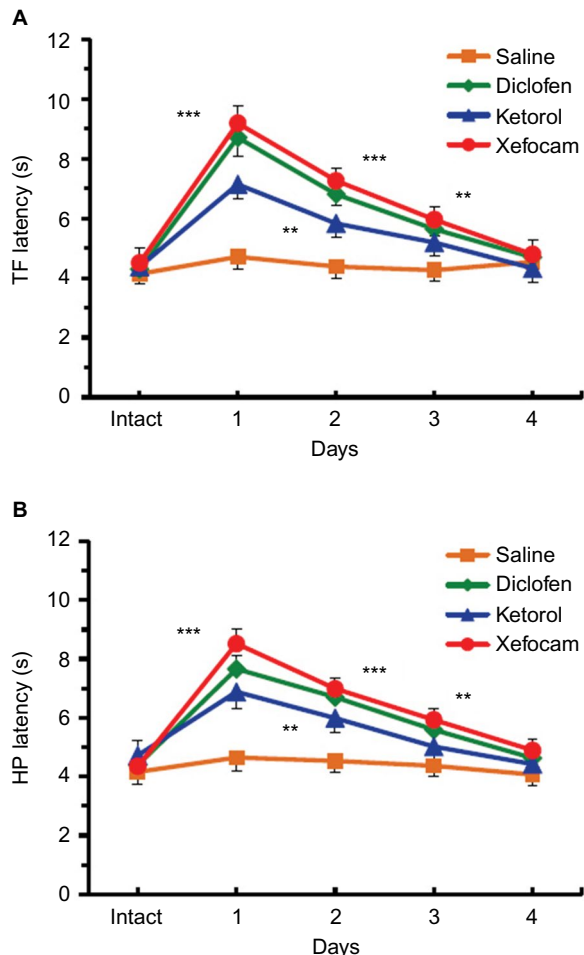 A
12
10
8
6
4
2
0
TF latency (s)
Saline
Diclofen
Ketorol
Xefocam
***
***
**
**
Intact 1 2 3 4
Days
B
12
10
8
6
4
2
0
HP latency (s)
Saline
Diclofen
Ketorol
Xefocam
***
***
**
**
Intact 1 2 3 4
Days